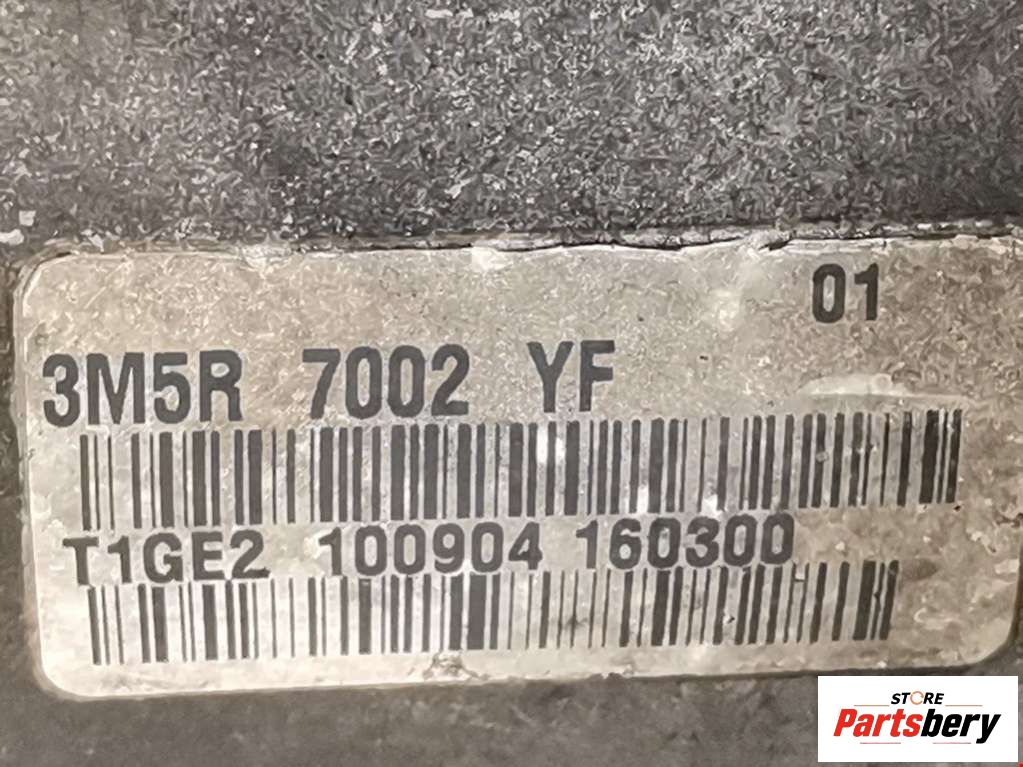 01
3M5R 7002 YF
T1GE2 100904 160300
STORE
Partsbery